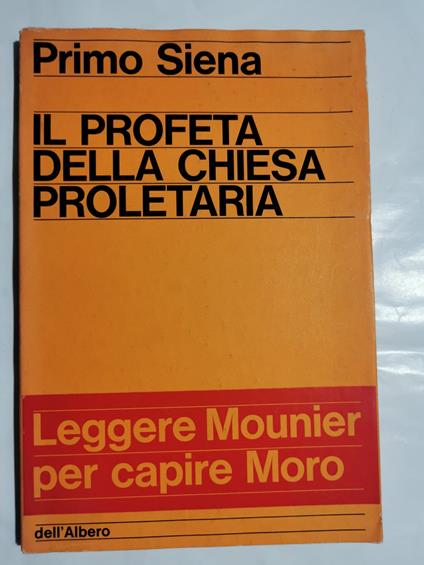 Primo Siena
IL PROFETA
DELLA CHIESA
PROLETARIA
Leggere Mounier
per capire Moro
dell'Albero